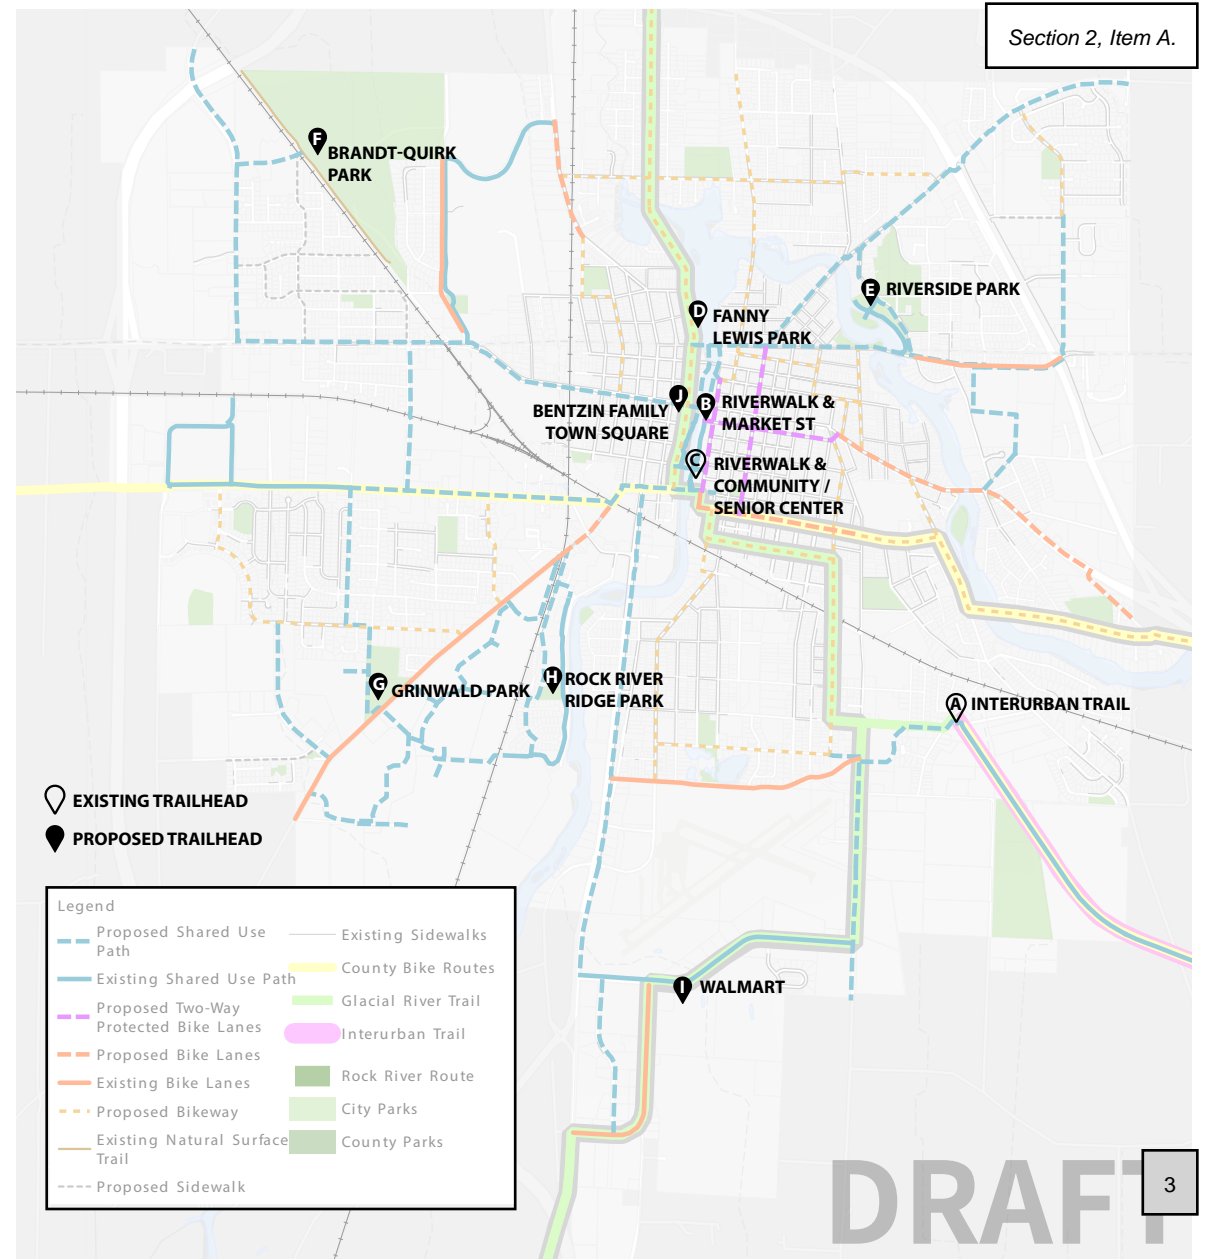 Section 2, Item A.
F
BRANDT-QUIRK
PARK
E
RIVERSIDE PARK
D
FANNY
LEWIS PARK
J
BENTZIN FAMILY
TOWN SQUARE
B
RIVERWALK &
MARKET ST
C
RIVERWALK &
COMMUNITY /
SENIOR CENTER
G
GRINWALD PARK
H
ROCK RIVER
RIDGE PARK
A
INTERURBAN TRAIL
EXISTING TRAILHEAD
PROPOSED TRAILHEAD
I
WALMART
Legend
Proposed Shared Use
Path
Existing Shared Use Path
Proposed Two-Way
Protected Bike Lanes
Proposed Bike Lanes
Existing Bike Lanes
Proposed Bikeway
Existing Natural Surface
Trail
Proposed Sidewalk
Existing Sidewalks
County Bike Routes
Glacial River Trail
Interurban Trail
Rock River Route
City Parks
County Parks
DRAFT
3